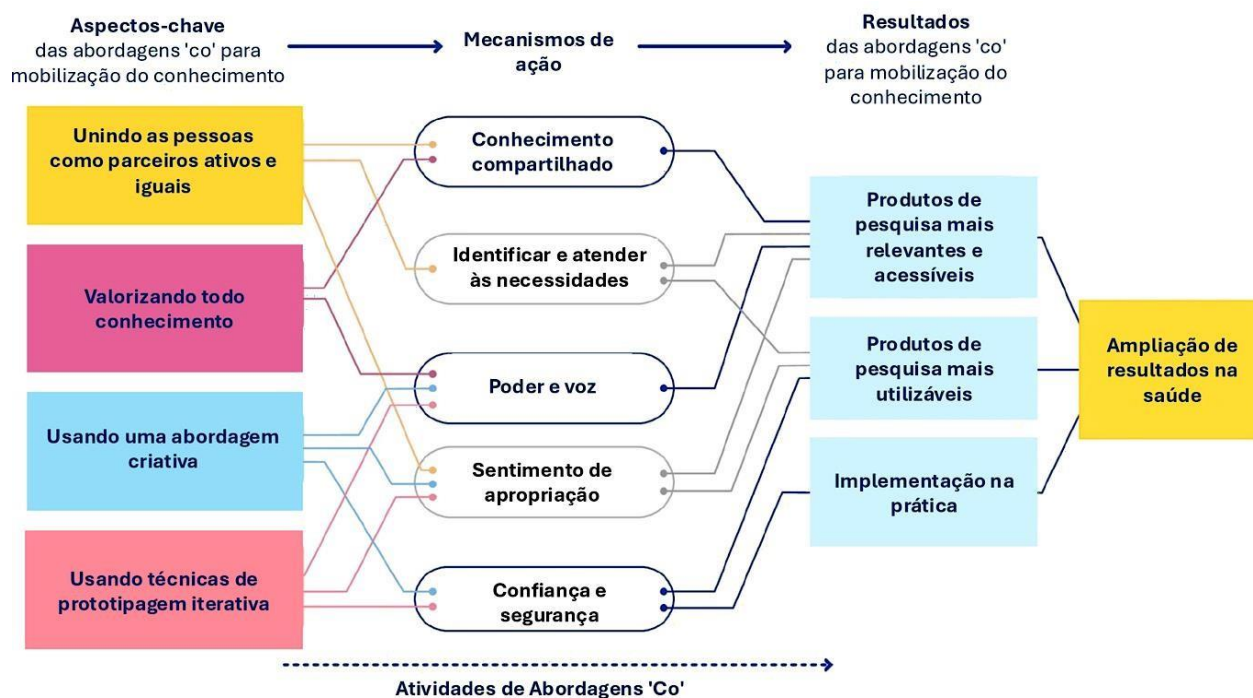 Aspectos-chave
das abordagens 'co' para
mobilização do conhecimento
Mecanismos de
ação
Resultados
das abordagens 'co'
para mobilização do
conhecimento
Unindo as pessoas
como parceiros ativos e
iguais
Valorizando todo
conhecimento
Usando uma abordagem
criativa
Usando técnicas de
prototipagem iterativa
Conhecimento
compartilhado
Identificar e atender
às necessidades
Poder e voz
Sentimento de
apropriação
Confiança e
segurança
Produtos de
pesquisa mais
relevantes e
acessíveis
Produtos de
pesquisa mais
utilizáveis
Implementação na
prática
Ampliação de
resultados na
saúde
Atividades de Abordagens 'Co'